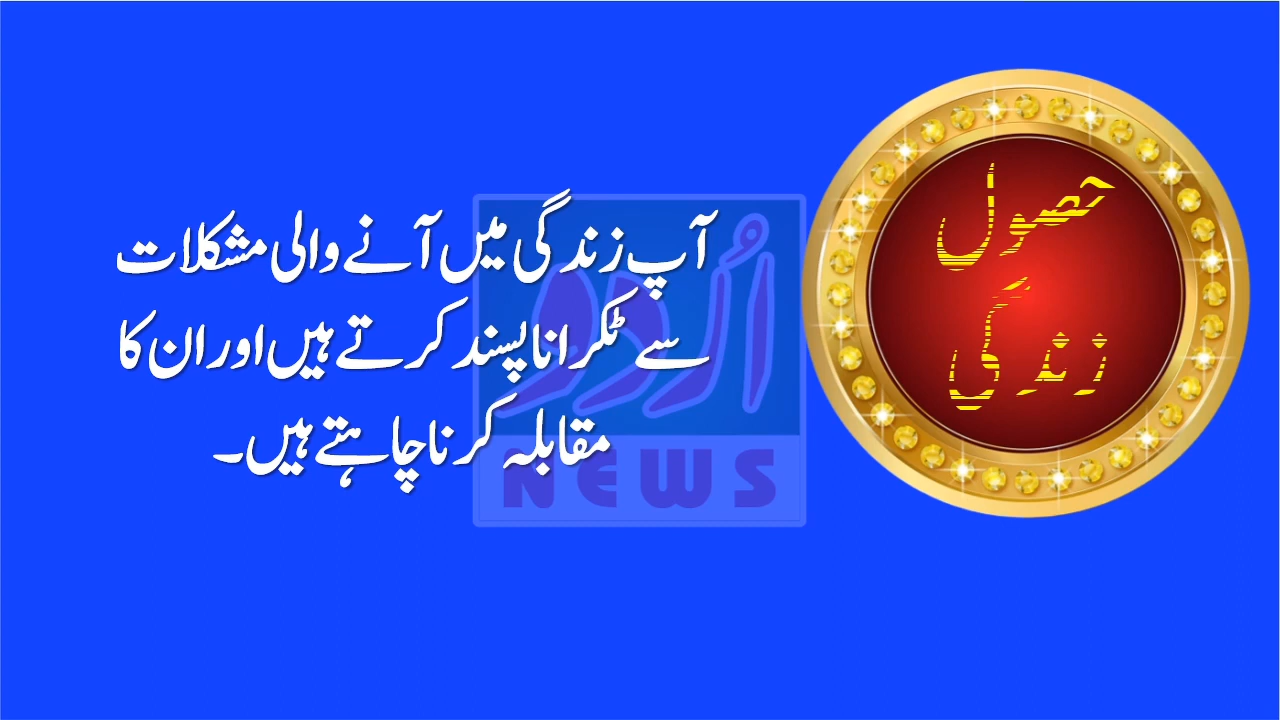 حصول
زندگی
آپ زندگی میں آنے والی مشکلات
سے ٹکرانا پسند کرتے ہیں اور ان کا
مقابلہ کرنا چاہتے ہیں۔
اُردو
NEWS